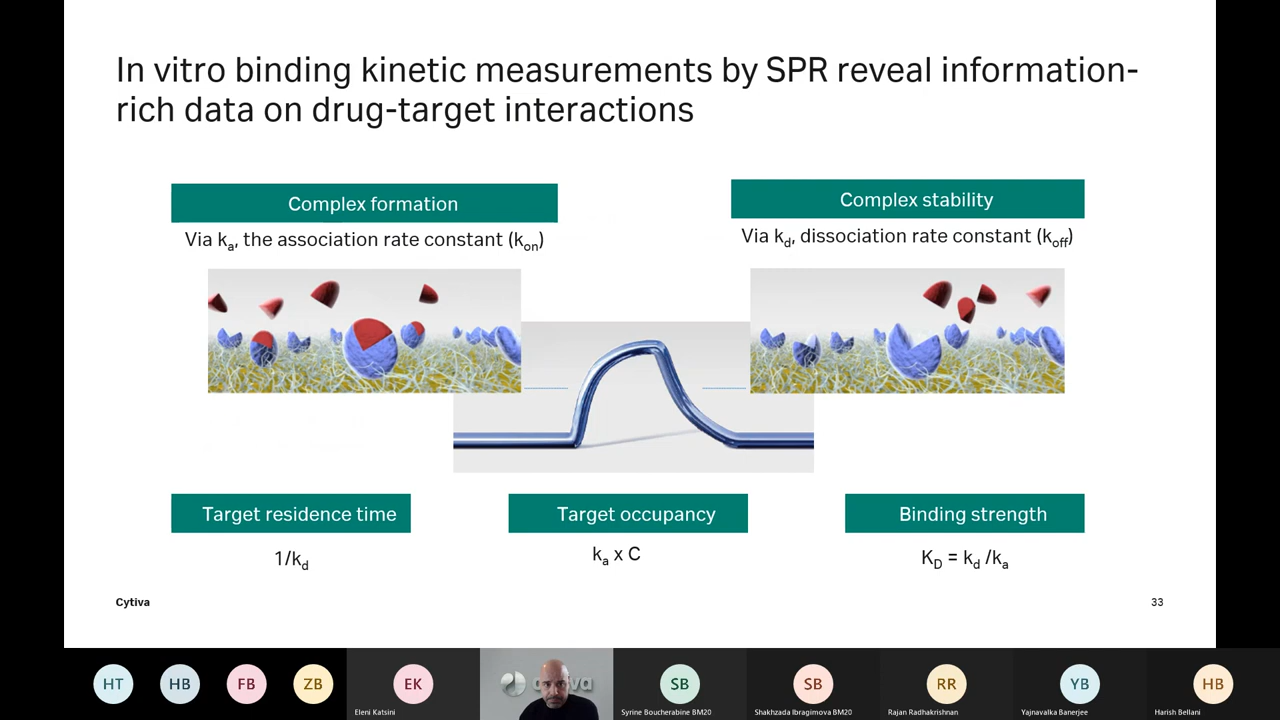 In vitro binding kinetic measurements by SPR reveal information-
rich data on drug-target interactions
Complex formation
Via ka, the association rate constant (kon)
Complex stability
Via kd, dissociation rate constant (koff)
Target residence time
1/kd
Target occupancy
ka x C
Binding strength
KD = kd /ka
Cytiva
33
HT
HB
FB
ZB
EK
Eleni Katsini
SB
Syrine Boucherabine BM20
SB
Shakhzada Ibragimova BM20
RR
Rajan Radhakrishnan
YB
Yajnavalka Banerjee
HB
Harish Bellani